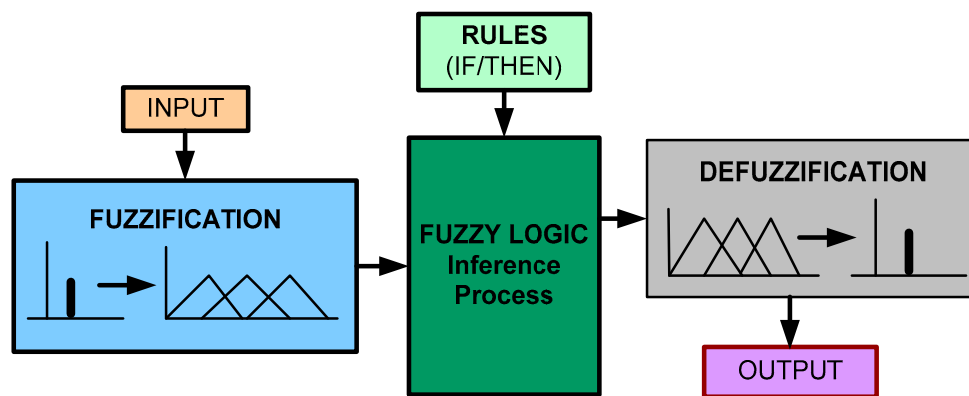 RULES
(IF/THEN)
INPUT
FUZZIFICATION
FUZZY LOGIC
Inference
Process
DEFUZZIFICATION
OUTPUT